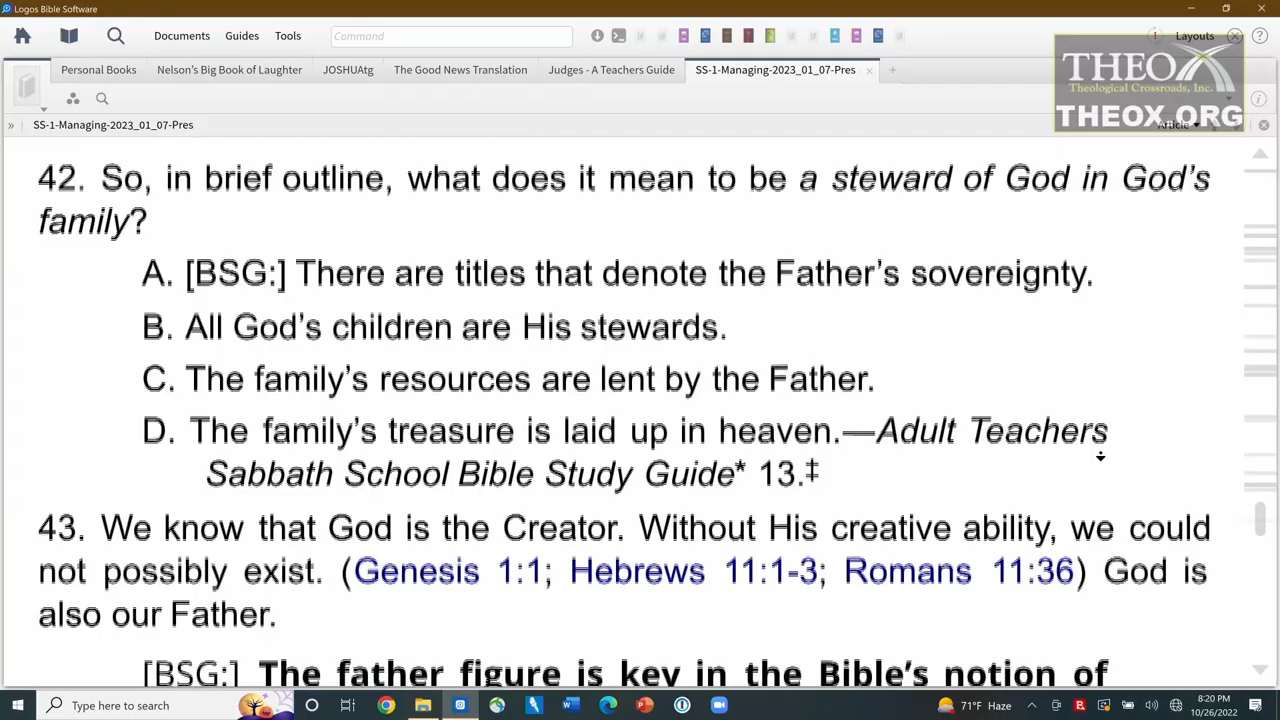 Logos Bible Software
Documents Guides Tools Command Layouts
THEOX
Theological Crossroads, Inc.
THEOX.ORG
Personal Books Nelson's Big Book of Laughter JOSHUAtg The Good News Translation Judges - A Teachers Guide SS-1-Managing-2023_01_07-Pres
SS-1-Managing-2023_01_07-Pres Article
42. So, in brief outline, what does it mean to be a steward of God in God's
family?
A. [BSG:] There are titles that denote the Father's sovereignty.
B. All God's children are His stewards.
C. The family's resources are lent by the Father.
D. The family's treasure is laid up in heaven.—Adult Teachers
Sabbath School Bible Study Guide* 13.‡
43. We know that God is the Creator. Without His creative ability, we could
not possibly exist. (Genesis 1:1; Hebrews 11:1-3; Romans 11:36) God is
also our Father.
[BSG:] The father figure is key in the Bible's notion of
Type here to search 71°F Haze 8:20 PM
10/26/2022